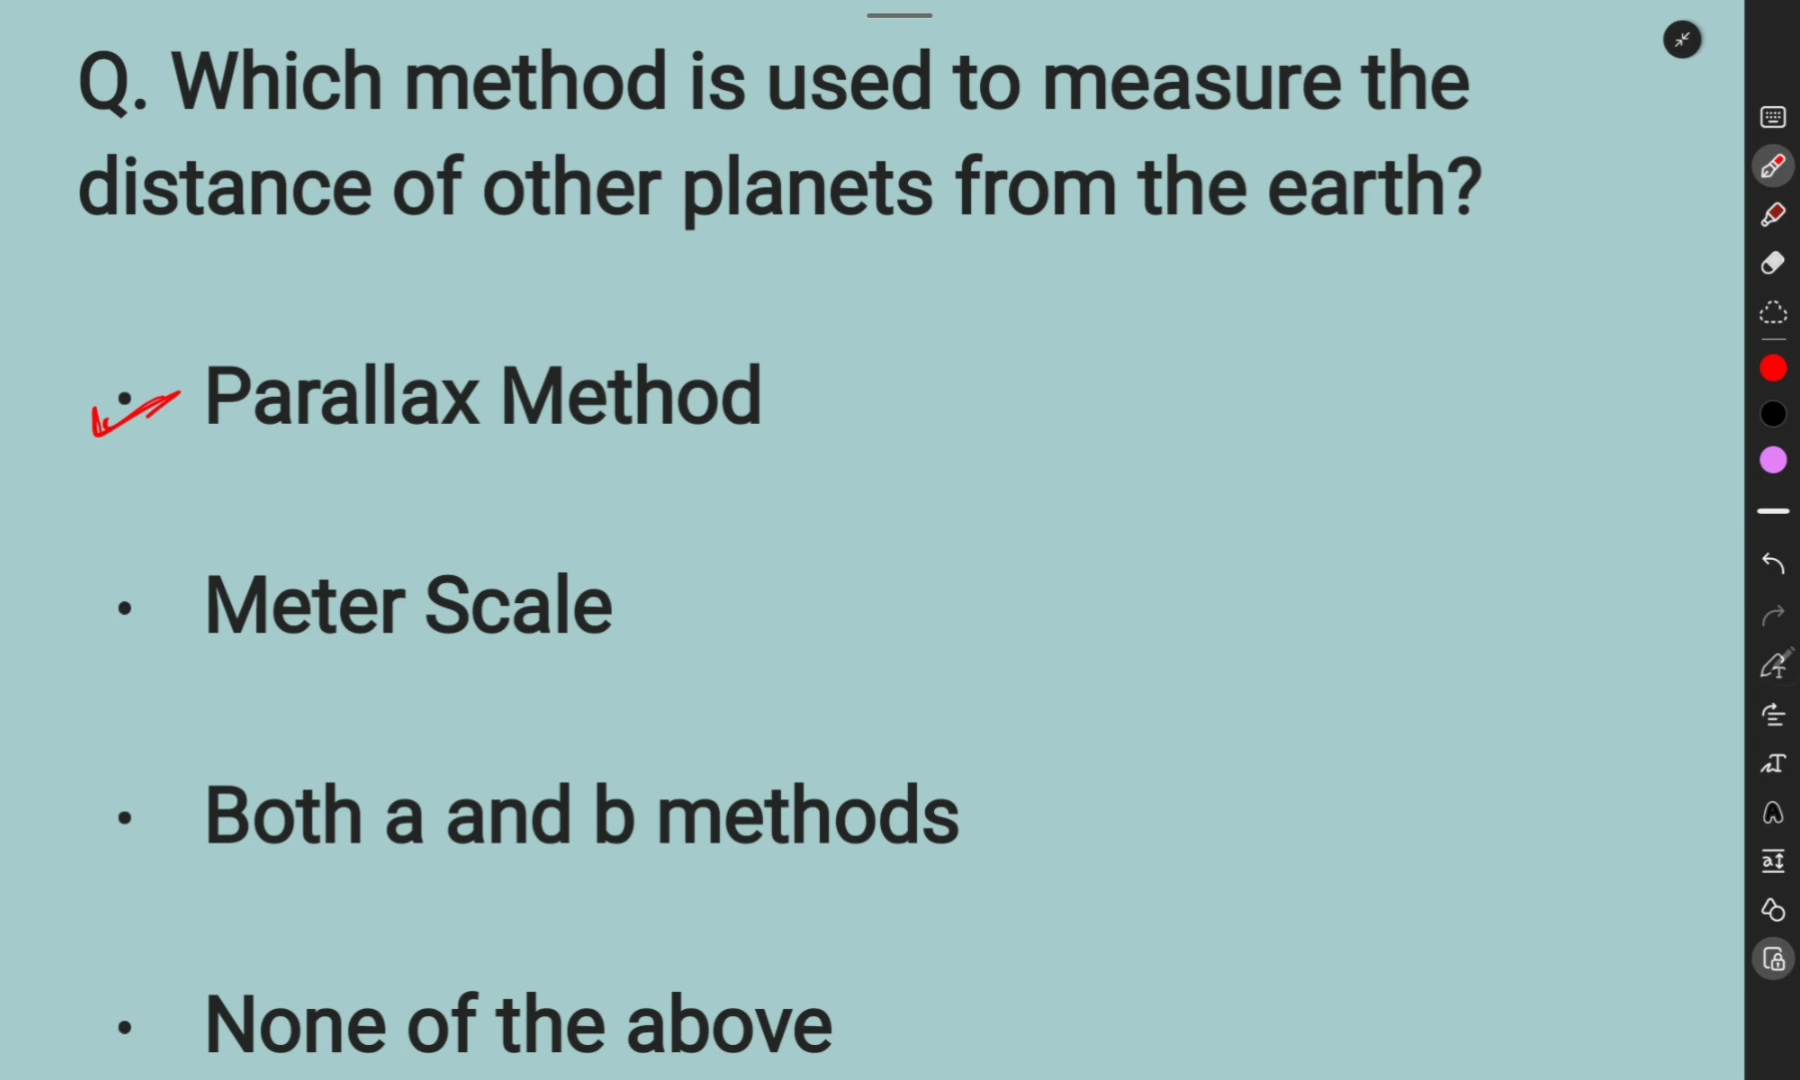 Q. Which method is used to measure the
distance of other planets from the earth?
• Parallax Method
• Meter Scale
• Both a and b methods
• None of the above